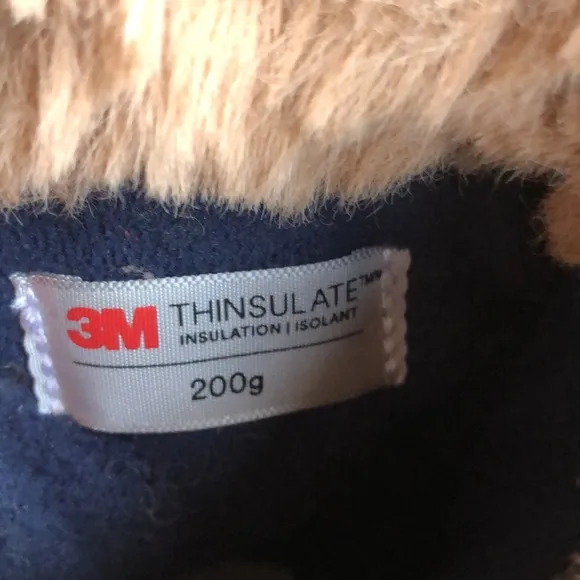 3M THINSULATE™
INSULATION | ISOLANT
200g